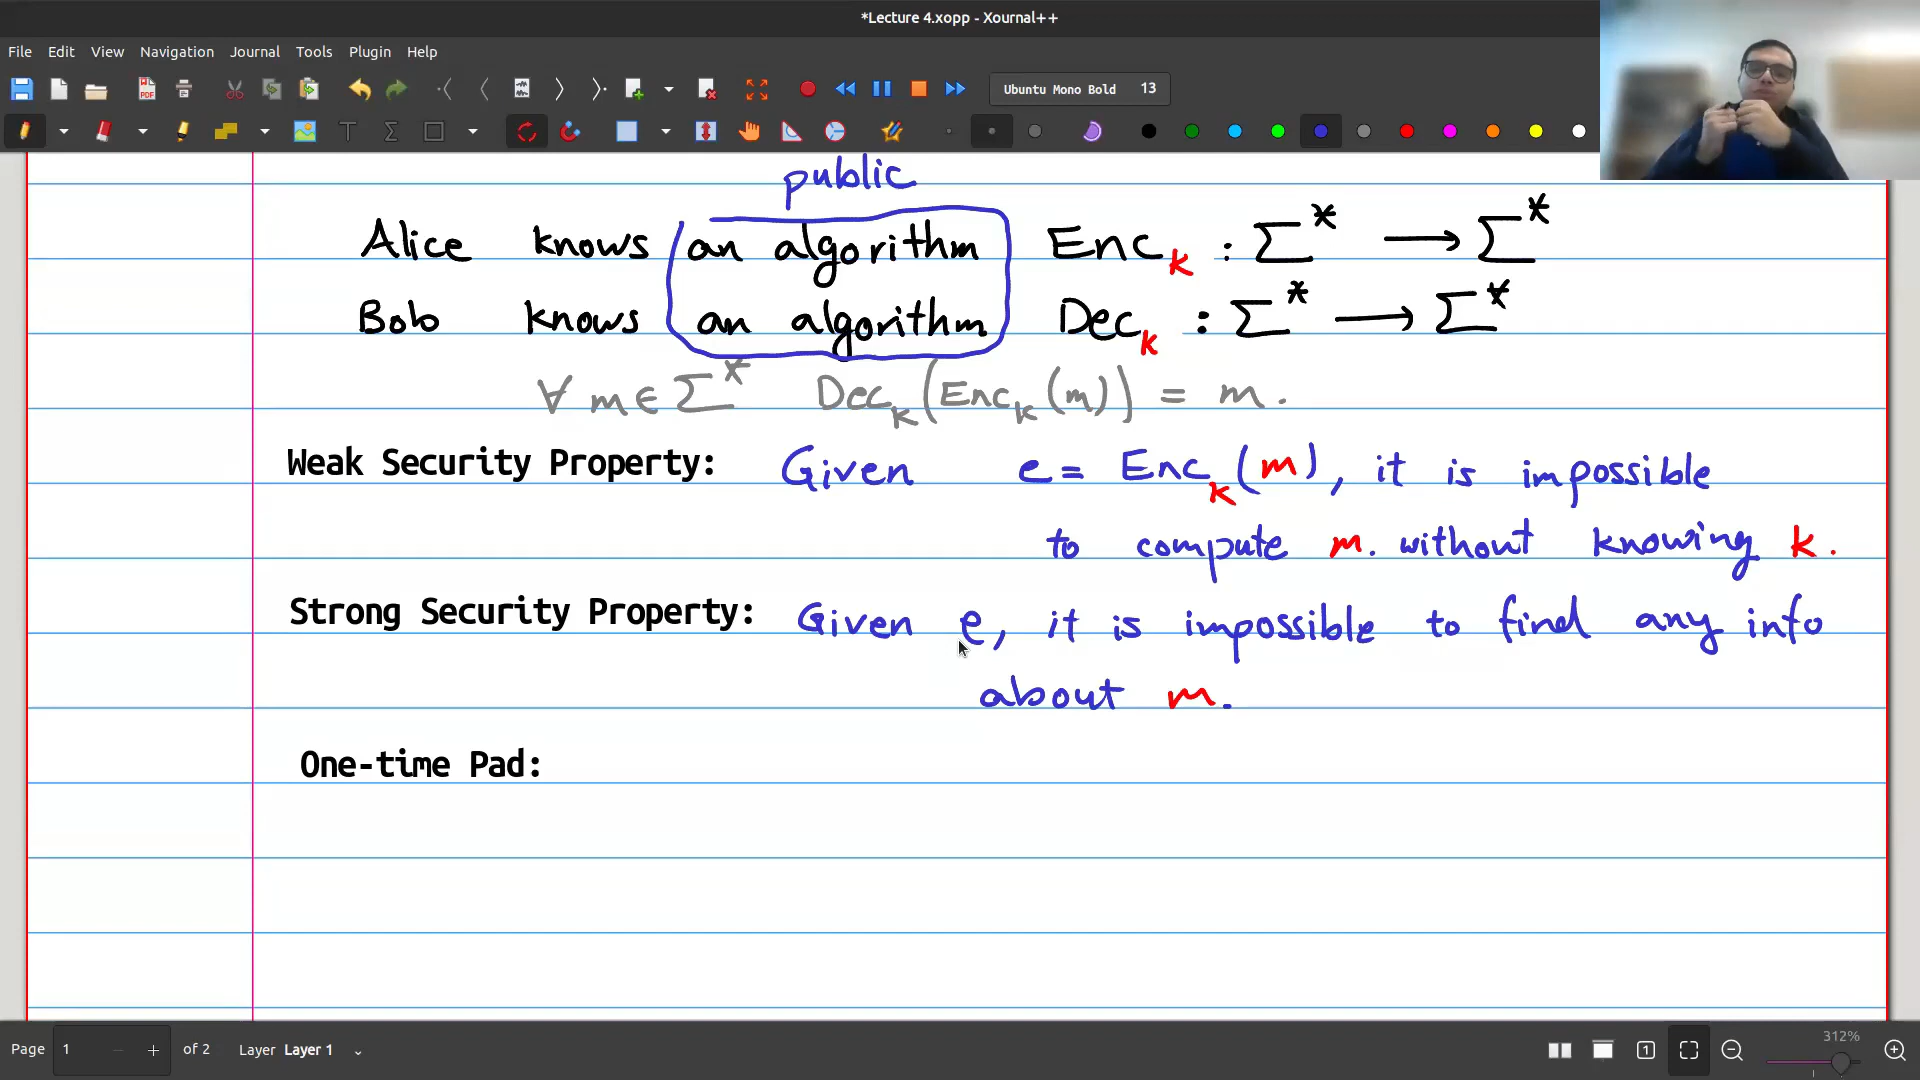 *Lecture 4.xopp - Xournal++
File Edit View Navigation Journal Tools Plugin Help
Ubuntu Mono Bold 13
public
Alice knows an algorithm Enc_k : Σ* → Σ*
Bob knows an algorithm Dec_k : Σ* → Σ*
∀ m ∈ Σ* Dec_k(Enc_k(m)) = m.
Weak Security Property: Given e = Enc_k(m), it is impossible
to compute m. without knowing k.
Strong Security Property: Given e, it is impossible to find any info
about m.
One-time Pad:
Page 1 of 2 Layer Layer 1 312%